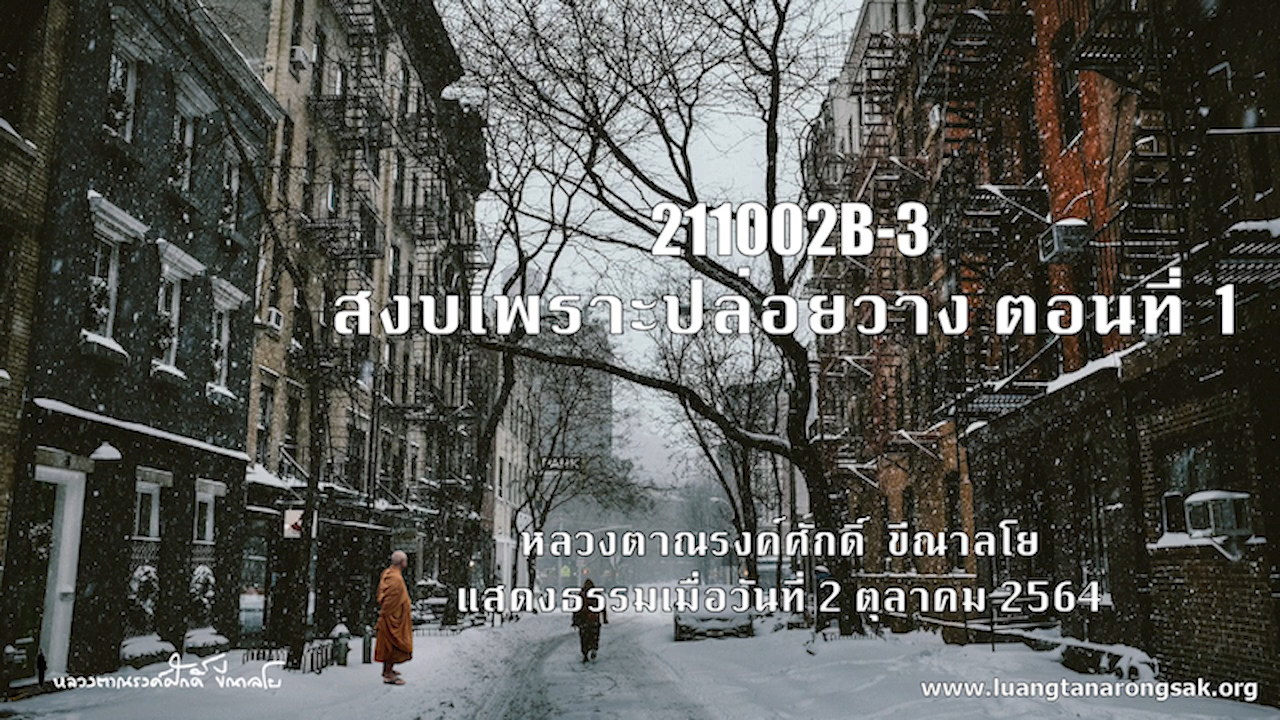 211002B-3
สงบเพราะปล่อยวาง ตอนที่ 1
หลวงตาณรงค์ศักดิ์ ขีณาลโย
แสดงธรรมเมื่อวันที่ 2 ตุลาคม 2564
หลวงตาณรงค์ศักดิ์ ขีณาลโย
www.luangtanarongsak.org